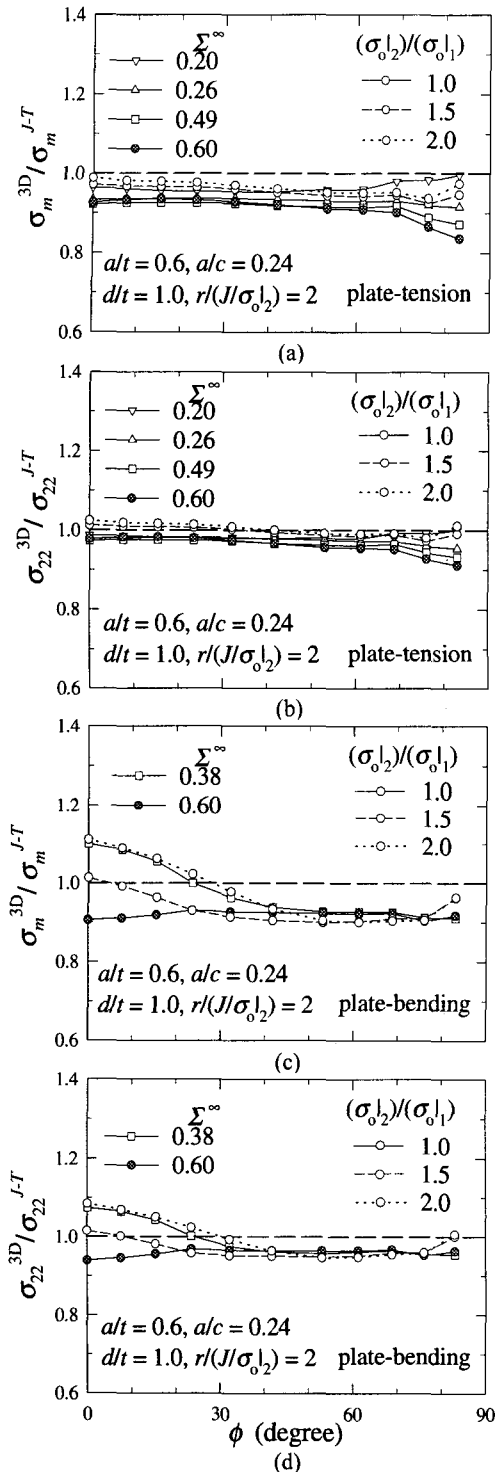 1.4
1.2
1.0
0.8
0.6
σₘ³ᴰ/σₘᴶ⁻ᵀ
Σ^∞
0.20
0.26
0.49
0.60
(σₒ|₂)/(σₒ|₁)
1.0
1.5
2.0
a/t = 0.6, a/c = 0.24
d/t = 1.0, r/(J/σₒ|₂) = 2 plate-tension
(a)
1.4
1.2
1.0
0.8
0.6
σ₂₂³ᴰ/ σ₂₂ᴶ⁻ᵀ
Σ^∞
0.20
0.26
0.49
0.60
(σₒ|₂)/(σₒ|₁)
1.0
1.5
2.0
a/t = 0.6, a/c = 0.24
d/t = 1.0, r/(J/σₒ|₂) = 2 plate-tension
(b)
1.4
1.2
1.0
0.8
0.6
σₘ³ᴰ/ σₘᴶ⁻ᵀ
Σ^∞
0.38
0.60
(σₒ|₂)/(σₒ|₁)
1.0
1.5
2.0
a/t = 0.6, a/c = 0.24
d/t = 1.0, r/(J/σₒ|₂) = 2 plate-bending
(c)
1.4
1.2
1.0
0.8
0.6
σ₂₂³ᴰ/σ₂₂ᴶ⁻ᵀ
Σ^∞
0.38
0.60
(σₒ|₂)/(σₒ|₁)
1.0
1.5
2.0
a/t = 0.6, a/c = 0.24
d/t = 1.0, r/(J/σₒ|₂) = 2 plate-bending
0 30 60 90
ϕ (degree)
(d)